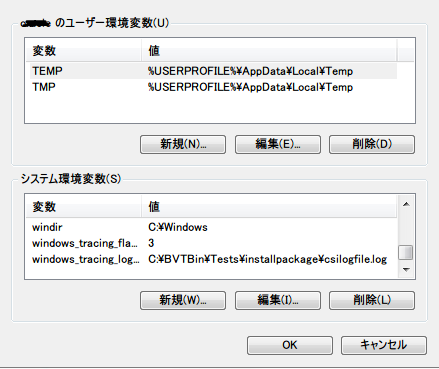 のユーザー環境変数(U)
変数 値
TEMP %USERPROFILE%¥AppData¥Local¥Temp
TMP %USERPROFILE%¥AppData¥Local¥Temp
新規(N)... 編集(E)... 削除(D)
システム環境変数(S)
変数 値
windir C:¥Windows
windows_tracing_fla... 3
windows_tracing_log... C:¥BVTBin¥Tests¥installpackage¥csilogfile.log
新規(W)... 編集(I)... 削除(L)
OK キャンセル